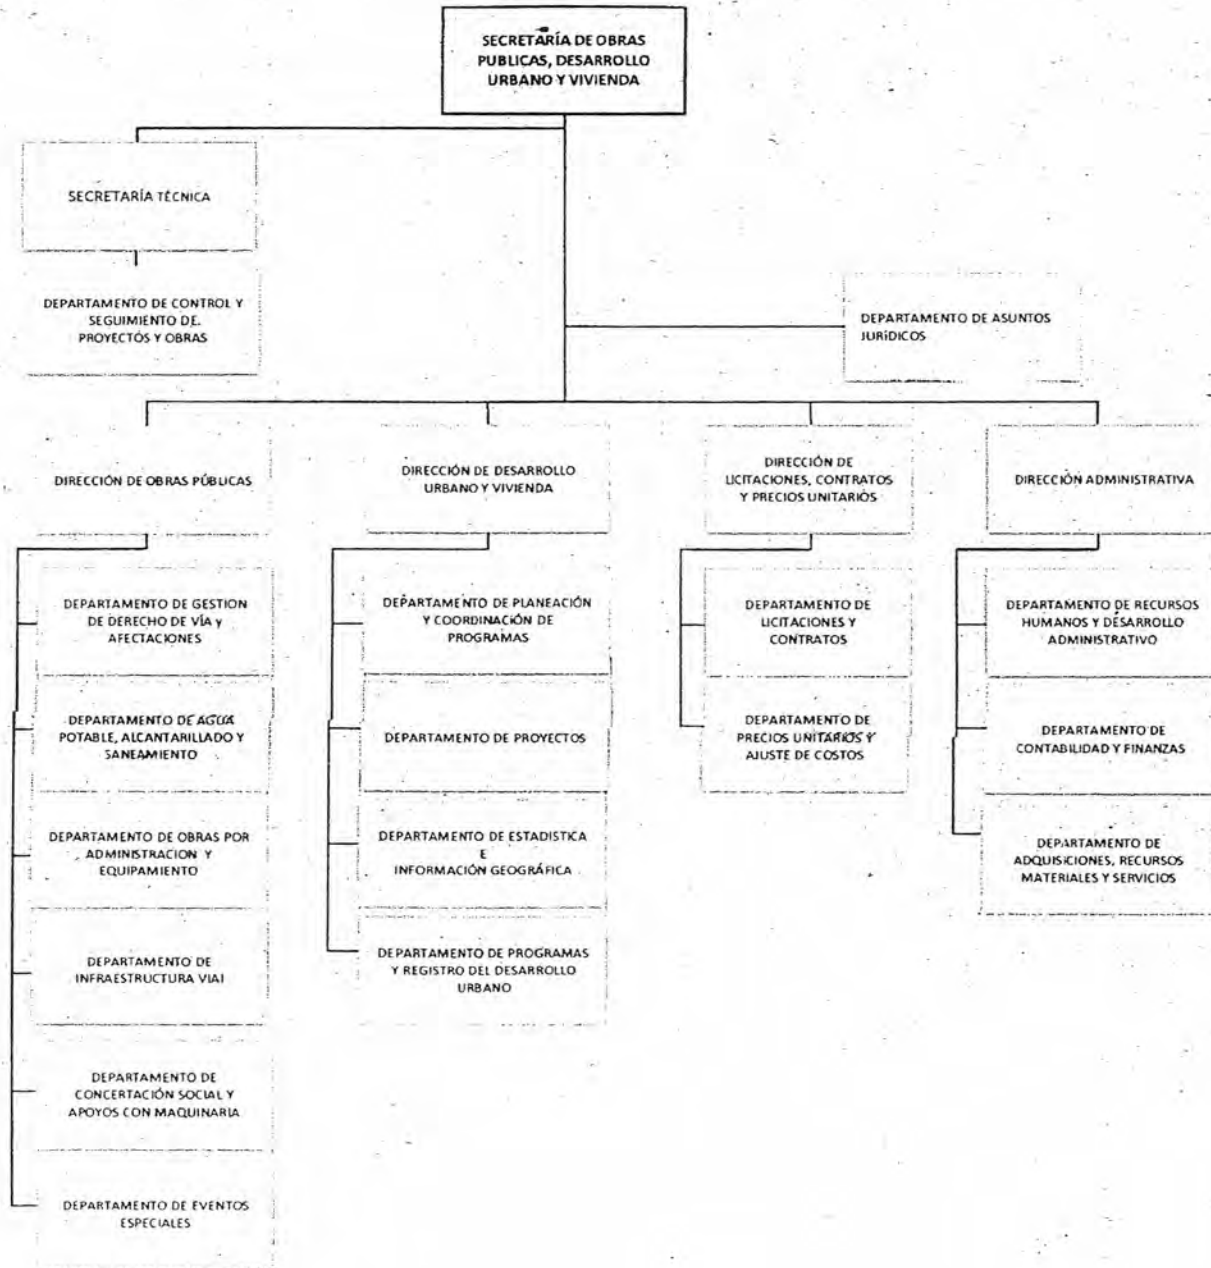 SECRETARÍA DE OBRAS
PUBLICAS, DESARROLLO
URBANO Y VIVIENDA
SECRETARÍA TÉCNICA
DEPARTAMENTO DE CONTROL Y
SEGUIMIENTO DE.
PROYECTOS Y OBRAS
DEPARTAMENTO DE ASUNTOS
JURÍDICOS
DIRECCIÓN DE OBRAS PÚBLICAS
DIRECCIÓN DE DESARROLLO
URBANO Y VIVIENDA
DIRECCIÓN DE
LICITACIONES, CONTRATOS
Y PRECIOS UNITARIOS
DIRECCIÓN ADMINISTRATIVA
DEPARTAMENTO DE GESTION
DE DERECHO DE VÍA y
AFECTACIONES
DEPARTAMENTO DE AGUA
POTABLE, ALCANTARILLADO Y
SANEAMIENTO
DEPARTAMENTO DE OBRAS POR
ADMINISTRACION Y
EQUIPAMIENTO
DEPARTAMENTO DE
INFRAESTRUCTURA VIAL
DEPARTAMENTO DE
CONCERTACIÓN SOCIAL Y
APOYOS CON MAQUINARIA
DEPARTAMENTO DE EVENTOS
ESPECIALES
DEPARTAMENTO DE PLANEACIÓN
Y COORDINACIÓN DE
PROGRAMAS
DEPARTAMENTO DE PROYECTOS
DEPARTAMENTO DE ESTADISTICA
E
INFORMACIÓN GEOGRÁFICA
DEPARTAMENTO DE PROGRAMAS
Y REGISTRO DEL DESARROLLO
URBANO
DEPARTAMENTO DE
LICITACIONES Y
CONTRATOS
DEPARTAMENTO DE
PRECIOS UNITARIOS Y
AJUSTE DE COSTOS
DEPARTAMENTO DE RECURSOS
HUMANOS Y DESARROLLO
ADMINISTRATIVO
DEPARTAMENTO DE
CONTABILIDAD Y FINANZAS
DEPARTAMENTO DE
ADQUISICIONES, RECURSOS
MATERIALES Y SERVICIOS